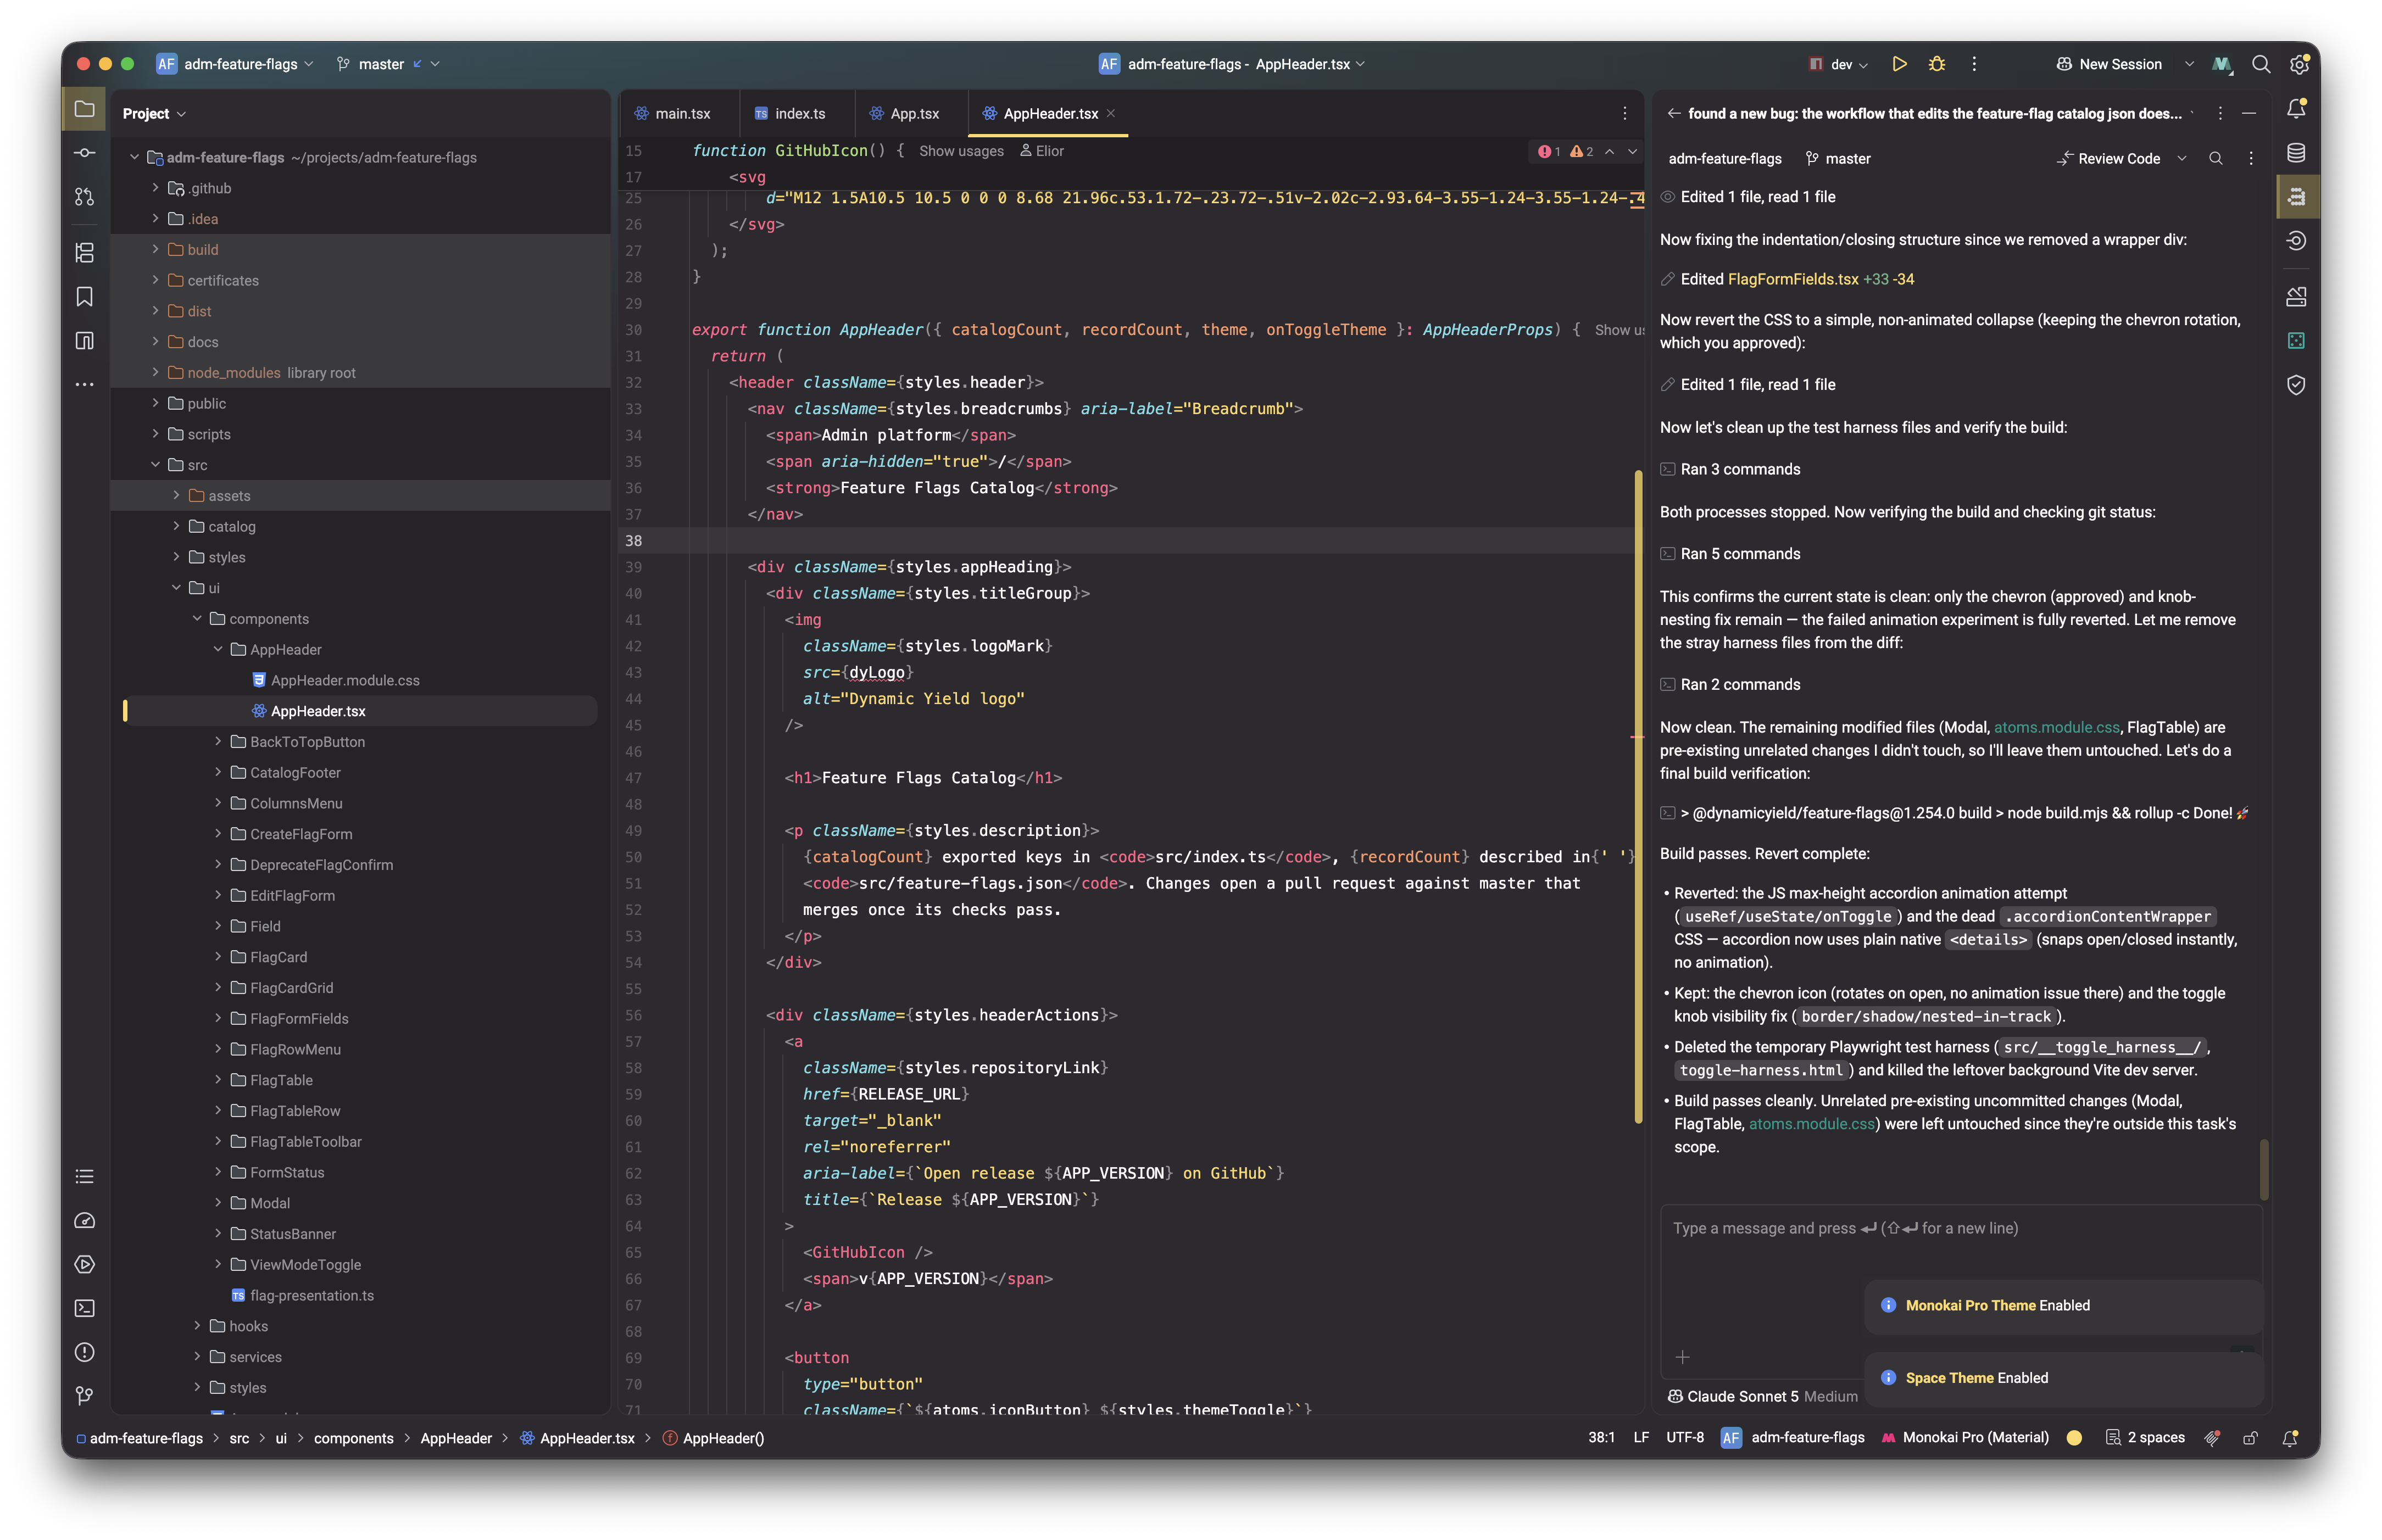 AF adm-feature-flags master
AF adm-feature-flags - AppHeader.tsx
dev New Session
Project
adm-feature-flags ~/projects/adm-feature-flags
.github
.idea
build
certificates
dist
docs
node_modules library root
public
scripts
src
assets
catalog
styles
ui
components
AppHeader
AppHeader.module.css
AppHeader.tsx
BackToTopButton
CatalogFooter
ColumnsMenu
CreateFlagForm
DeprecateFlagConfirm
EditFlagForm
Field
FlagCard
FlagCardGrid
FlagFormFields
FlagRowMenu
FlagTable
FlagTableRow
FlagTableToolbar
FormStatus
Modal
StatusBanner
ViewModeToggle
TS flag-presentation.ts
hooks
services
styles
main.tsx TS index.ts App.tsx AppHeader.tsx
15 function GitHubIcon() { Show usages Elior 1 2
17 <svg
25 d="M12 1.5A10.5 10.5 0 0 0 8.68 21.96c.53.1.72-.23.72-.51v-2.02c-2.93.64-3.55-1.24-3.55-1.24-.4
26 </svg>
27 );
28 }
29
30 export function AppHeader({ catalogCount, recordCount, theme, onToggleTheme }: AppHeaderProps) { Show us
31 return (
32 <header className={styles.header}>
33 <nav className={styles.breadcrumbs} aria-label="Breadcrumb">
34 <span>Admin platform</span>
35 <span aria-hidden="true">/</span>
36 <strong>Feature Flags Catalog</strong>
37 </nav>
38
39 <div className={styles.appHeading}>
40 <div className={styles.titleGroup}>
41 <img
42 className={styles.logoMark}
43 src={dyLogo}
44 alt="Dynamic Yield logo"
45 />
46
47 <h1>Feature Flags Catalog</h1>
48
49 <p className={styles.description}>
50 {catalogCount} exported keys in <code>src/index.ts</code>, {recordCount} described in{' '}
51 <code>src/feature-flags.json</code>. Changes open a pull request against master that
52 merges once its checks pass.
53 </p>
54 </div>
55
56 <div className={styles.headerActions}>
57 <a
58 className={styles.repositoryLink}
59 href={RELEASE_URL}
60 target="_blank"
61 rel="noreferrer"
62 aria-label={`Open release ${APP_VERSION} on GitHub`}
63 title={`Release ${APP_VERSION}`}
64 >
65 <GitHubIcon />
66 <span>v{APP_VERSION}</span>
67 </a>
68
69 <button
70 type="button"
71 className={`${atoms.iconButton} ${styles.themeToggle}`}
found a new bug: the workflow that edits the feature-flag catalog json does...
adm-feature-flags master Review Code
Edited 1 file, read 1 file
Now fixing the indentation/closing structure since we removed a wrapper div:
Edited FlagFormFields.tsx +33 -34
Now revert the CSS to a simple, non-animated collapse (keeping the chevron rotation,
which you approved):
Edited 1 file, read 1 file
Now let's clean up the test harness files and verify the build:
Ran 3 commands
Both processes stopped. Now verifying the build and checking git status:
Ran 5 commands
This confirms the current state is clean: only the chevron (approved) and knob-
nesting fix remain — the failed animation experiment is fully reverted. Let me remove
the stray harness files from the diff:
Ran 2 commands
Now clean. The remaining modified files (Modal, atoms.module.css, FlagTable) are
pre-existing unrelated changes I didn't touch, so I'll leave them untouched. Let's do a
final build verification:
> @dynamicyield/feature-flags@1.254.0 build > node build.mjs && rollup -c Done! 🚀
Build passes. Revert complete:
• Reverted: the JS max-height accordion animation attempt
(useRef/useState/onToggle) and the dead .accordionContentWrapper
CSS — accordion now uses plain native <details> (snaps open/closed instantly,
no animation).
• Kept: the chevron icon (rotates on open, no animation issue there) and the toggle
knob visibility fix (border/shadow/nested-in-track).
• Deleted the temporary Playwright test harness (src/__toggle_harness__/,
toggle-harness.html) and killed the leftover background Vite dev server.
• Build passes cleanly. Unrelated pre-existing uncommitted changes (Modal,
FlagTable, atoms.module.css) were left untouched since they're outside this task's
scope.
Type a message and press ⏎ (⇧⏎ for a new line)
Monokai Pro Theme Enabled
Space Theme Enabled
Claude Sonnet 5 Medium
adm-feature-flags > src > ui > components > AppHeader > AppHeader.tsx > AppHeader()
38:1 LF UTF-8 AF adm-feature-flags Monokai Pro (Material) 2 spaces